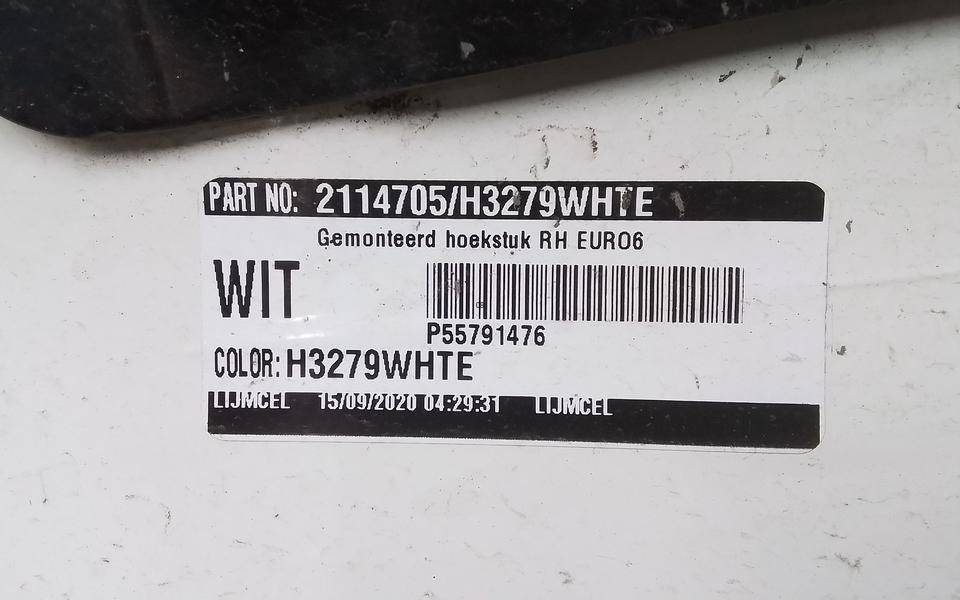 PART NO: 2114705/H3279WHTE
Gemonteerd hoekstuk RH EURO6
WIT
P55791476
COLOR: H3279WHTE
LIJMCEL 15/09/2020 04:29:31 LIJMCEL